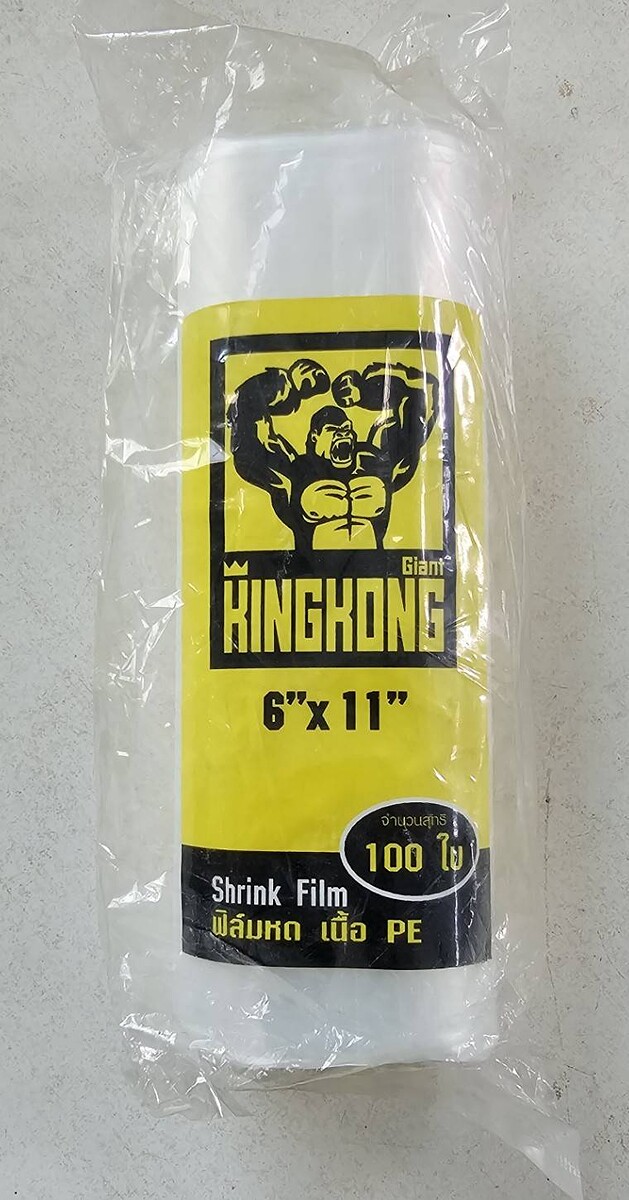 Giant
KINGKONG
6”x 11”
จำนวนสุทธิ
100 ใบ
Shrink Film
ฟิล์มหด เนื้อ PE